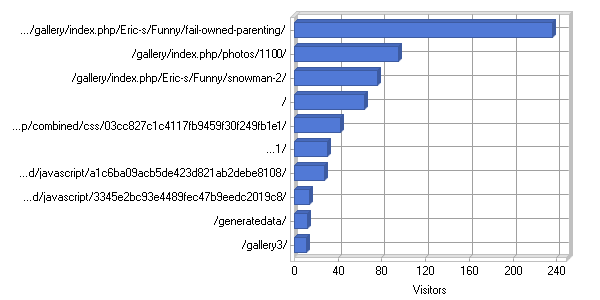 .../gallery/index.php/Eric-s/Funny/fail-owned-parenting/
/gallery/index.php/photos/1100/
/gallery/index.php/Eric-s/Funny/snowman-2/
/
...p/combined/css/03cc827c1c4117fb9459f30f249fb1e1/
...1/
...d/javascript/a1c6ba09acb5de423d821ab2debe8108/
...d/javascript/3345e2bc93e4489fec47b9eedc2019c8/
/generatedata/
/gallery3/
0 40 80 120 160 200 240
Visitors